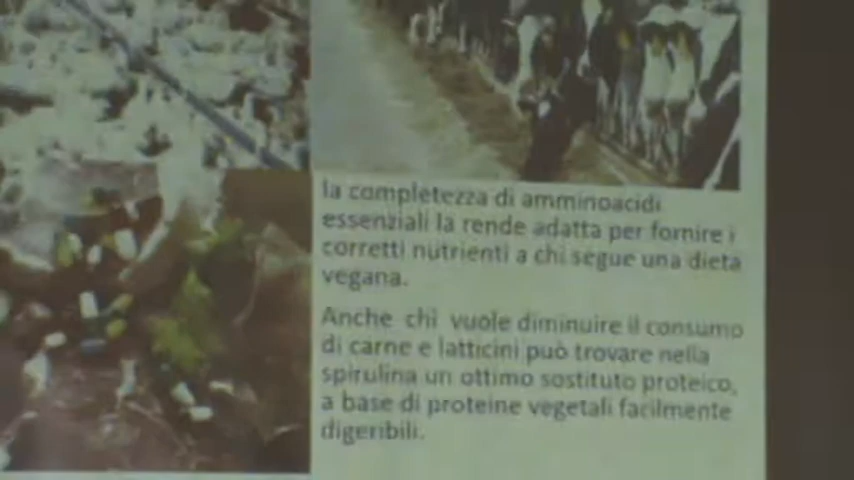 la completezza di amminoacidi
essenziali la rende adatta per fornire i
corretti nutrienti a chi segue una dieta
vegana.
Anche chi vuole diminuire il consumo
di carne e latticini può trovare nella
spirulina un ottimo sostituto proteico,
a base di proteine vegetali facilmente
digeribili.